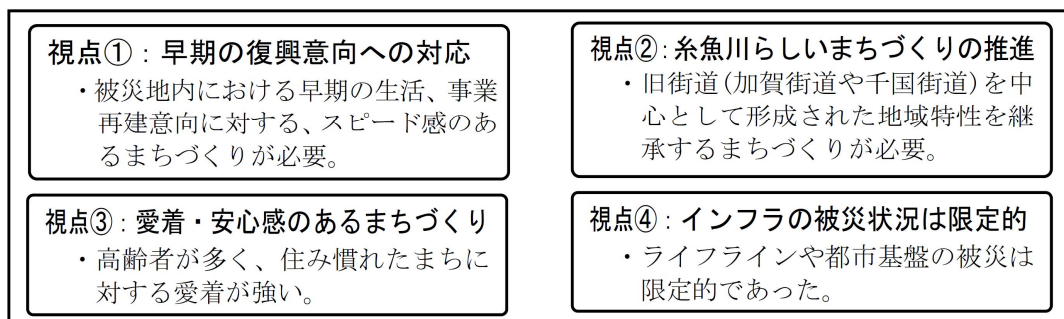 視点①：早期の復興意向への対応
・被災地内における早期の生活、事業
再建意向に対する、スピード感のあ
るまちづくりが必要。
視点②：糸魚川らしいまちづくりの推進
・旧街道(加賀街道や千国街道)を中
心として形成された地域特性を継
承するまちづくりが必要。
視点③：愛着・安心感のあるまちづくり
・高齢者が多く、住み慣れたまちに
対する愛着が強い。
視点④：インフラの被災状況は限定的
・ライフラインや都市基盤の被災は
限定的であった。